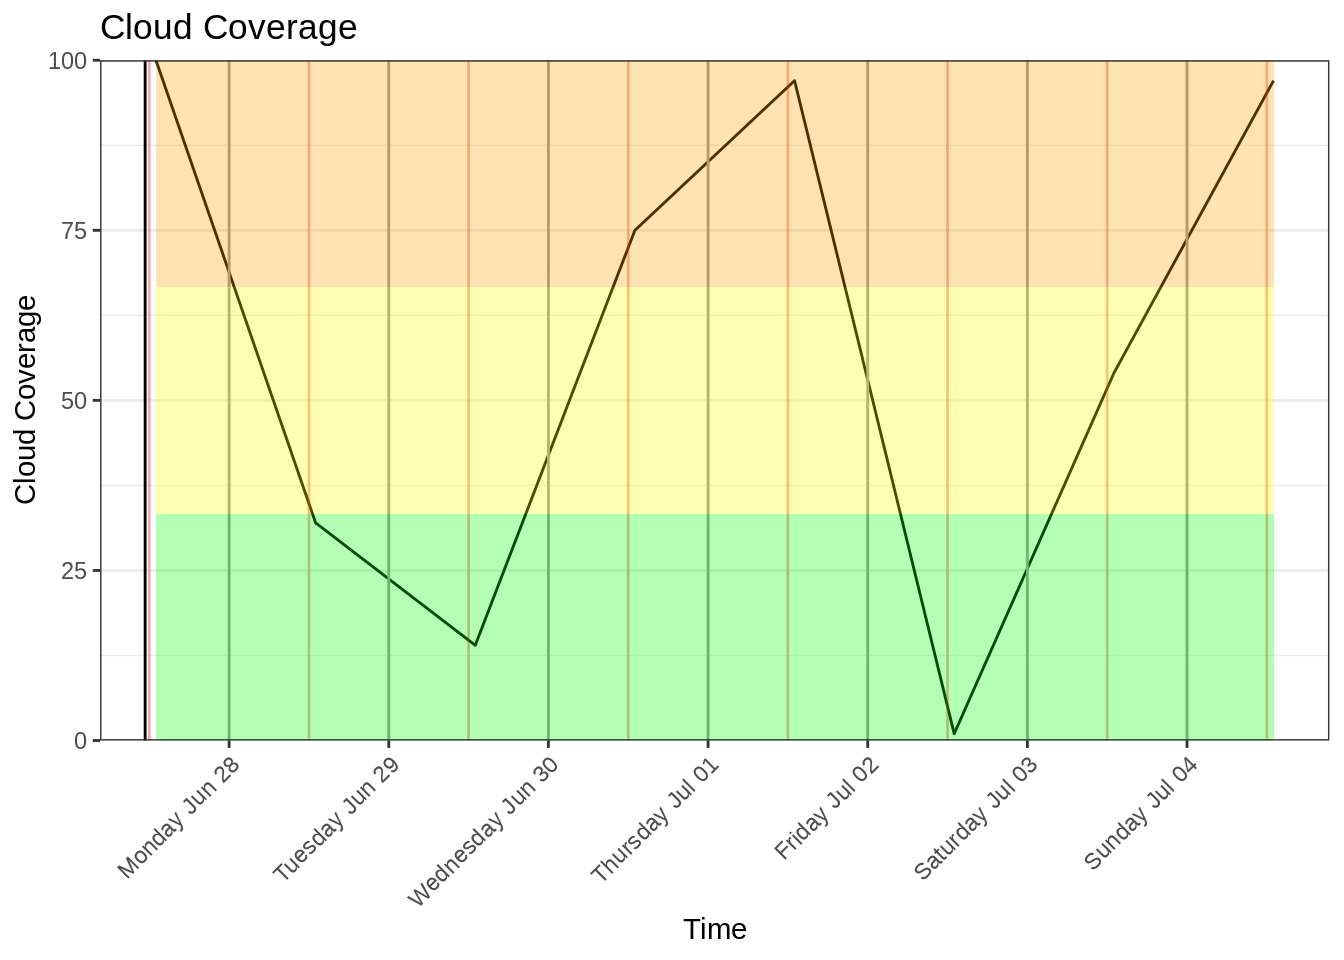 Cloud Coverage
Cloud Coverage
100
75
50
25
0
Monday Jun 28
Tuesday Jun 29
Wednesday Jun 30
Thursday Jul 01
Friday Jul 02
Saturday Jul 03
Sunday Jul 04
Time